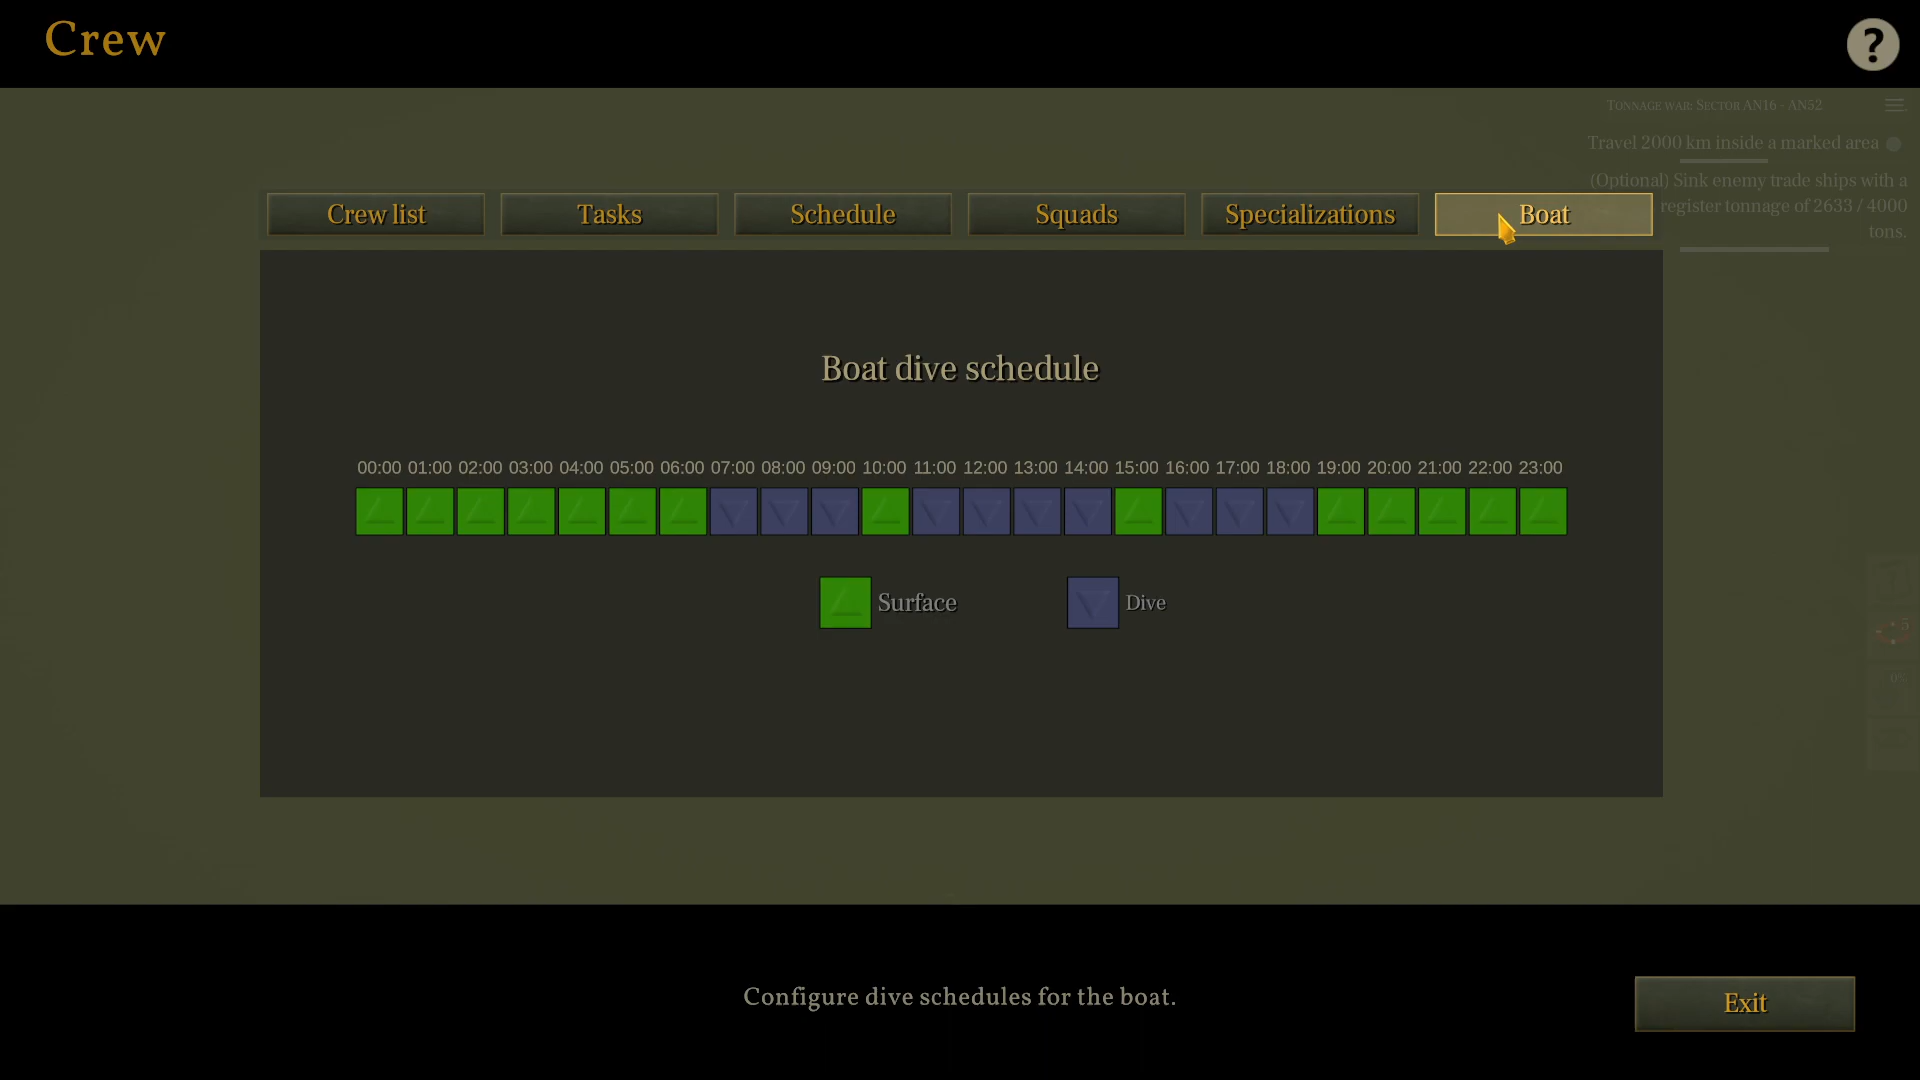 Crew
?
TONNAGE WAR: SECTOR AN16 - AN52
Travel 2000 km inside a marked area
(Optional) Sink enemy trade ships with a
register tonnage of 2633 / 4000
tons.
Crew list
Tasks
Schedule
Squads
Specializations
Boat
Boat dive schedule
00:00 01:00 02:00 03:00 04:00 05:00 06:00 07:00 08:00 09:00 10:00 11:00 12:00 13:00 14:00 15:00 16:00 17:00 18:00 19:00 20:00 21:00 22:00 23:00
Surface
Dive
5
Configure dive schedules for the boat.
Exit